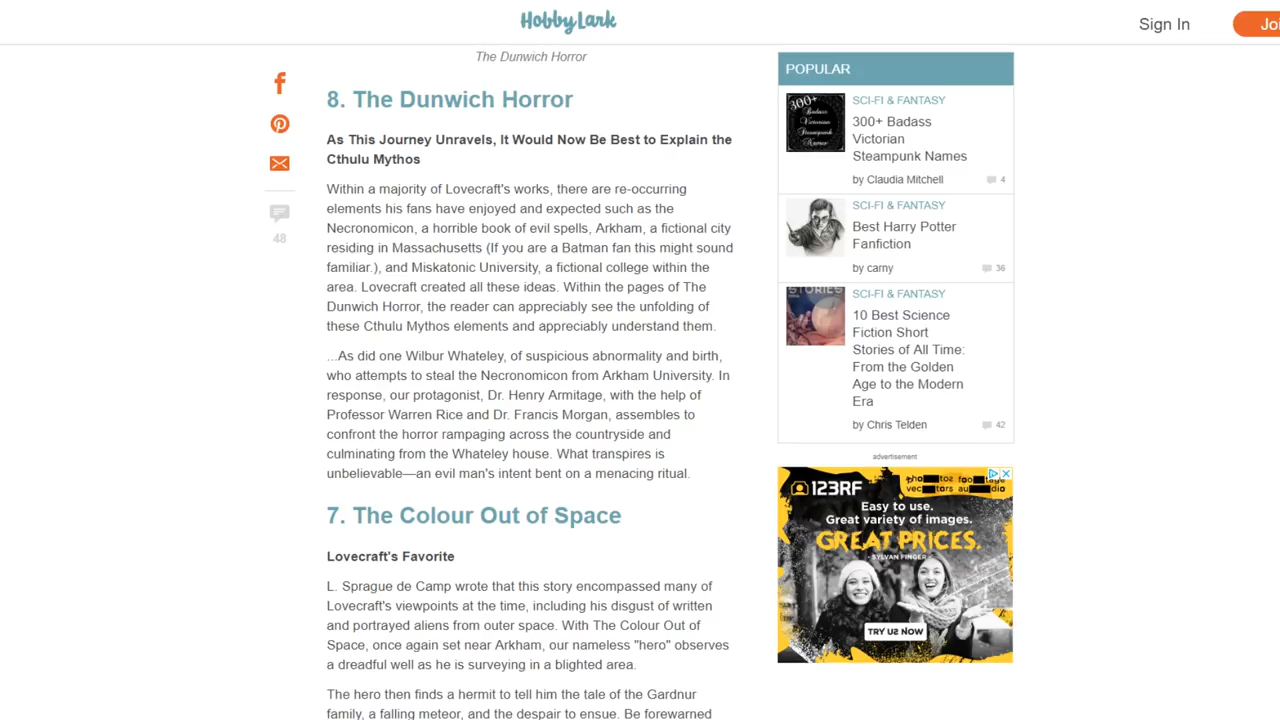 HobbyLark
Sign In
Joi
The Dunwich Horror
8. The Dunwich Horror
As This Journey Unravels, It Would Now Be Best to Explain the
Cthulu Mythos
Within a majority of Lovecraft's works, there are re-occurring
elements his fans have enjoyed and expected such as the
Necronomicon, a horrible book of evil spells, Arkham, a fictional city
residing in Massachusetts (If you are a Batman fan this might sound
familiar.), and Miskatonic University, a fictional college within the
area. Lovecraft created all these ideas. Within the pages of The
Dunwich Horror, the reader can appreciably see the unfolding of
these Cthulu Mythos elements and appreciably understand them.
...As did one Wilbur Whateley, of suspicious abnormality and birth,
who attempts to steal the Necronomicon from Arkham University. In
response, our protagonist, Dr. Henry Armitage, with the help of
Professor Warren Rice and Dr. Francis Morgan, assembles to
confront the horror rampaging across the countryside and
culminating from the Whateley house. What transpires is
unbelievable—an evil man's intent bent on a menacing ritual.
7. The Colour Out of Space
Lovecraft's Favorite
L. Sprague de Camp wrote that this story encompassed many of
Lovecraft's viewpoints at the time, including his disgust of written
and portrayed aliens from outer space. With The Colour Out of
Space, once again set near Arkham, our nameless "hero" observes
a dreadful well as he is surveying in a blighted area.
The hero then finds a hermit to tell him the tale of the Gardnur
family, a falling meteor, and the despair to ensue. Be forewarned
48
POPULAR
300+
Badass
Victorian
Steampunk
Names
SCI-FI & FANTASY
300+ Badass
Victorian
Steampunk Names
by Claudia Mitchell
4
SCI-FI & FANTASY
Best Harry Potter
Fanfiction
by carny
36
STORIES
SCI-FI & FANTASY
10 Best Science
Fiction Short
Stories of All Time:
From the Golden
Age to the Modern
Era
by Chris Telden
42
advertisement
123RF
Easy to use.
Great variety of images.
GREAT PRICES.
- SYLVAN FINGER -
TRY US NOW